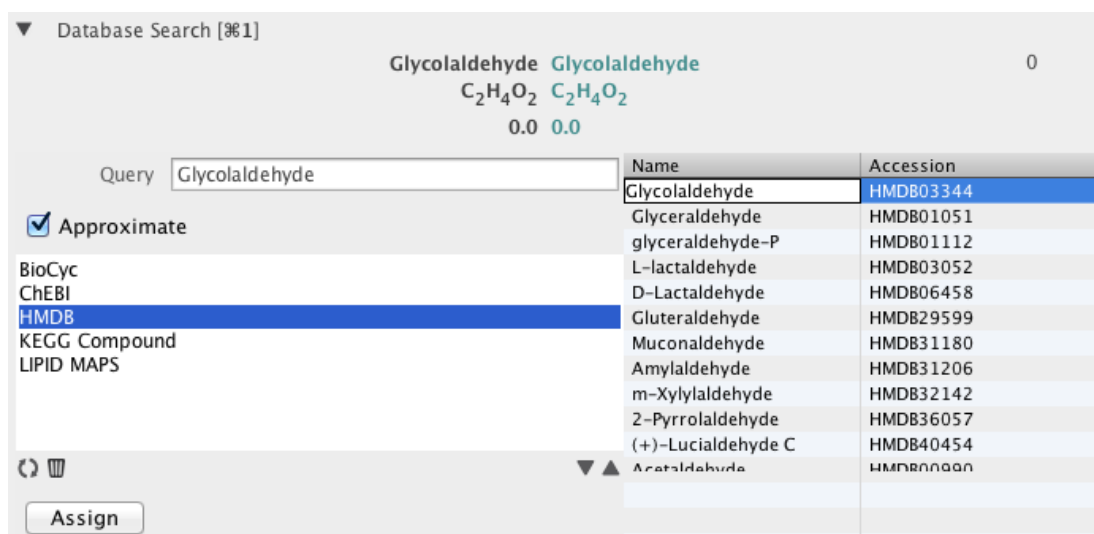 ▼ Database Search [⌘1]
Glycolaldehyde Glycolaldehyde 0
C₂H₄O₂ C₂H₄O₂
0.0 0.0
Query Glycolaldehyde
Approximate
BioCyc
ChEBI
HMDB
KEGG Compound
LIPID MAPS
Assign
Name Accession
Glycolaldehyde HMDB03344
Glyceraldehyde HMDB01051
glyceraldehyde-P HMDB01112
L-lactaldehyde HMDB03052
D-Lactaldehyde HMDB06458
Gluteraldehyde HMDB29599
Muconaldehyde HMDB31180
Amylaldehyde HMDB31206
m-Xylylaldehyde HMDB32142
2-Pyrrolaldehyde HMDB36057
(+)-Lucialdehyde C HMDB40454
Acetaldehyde HMDB00990